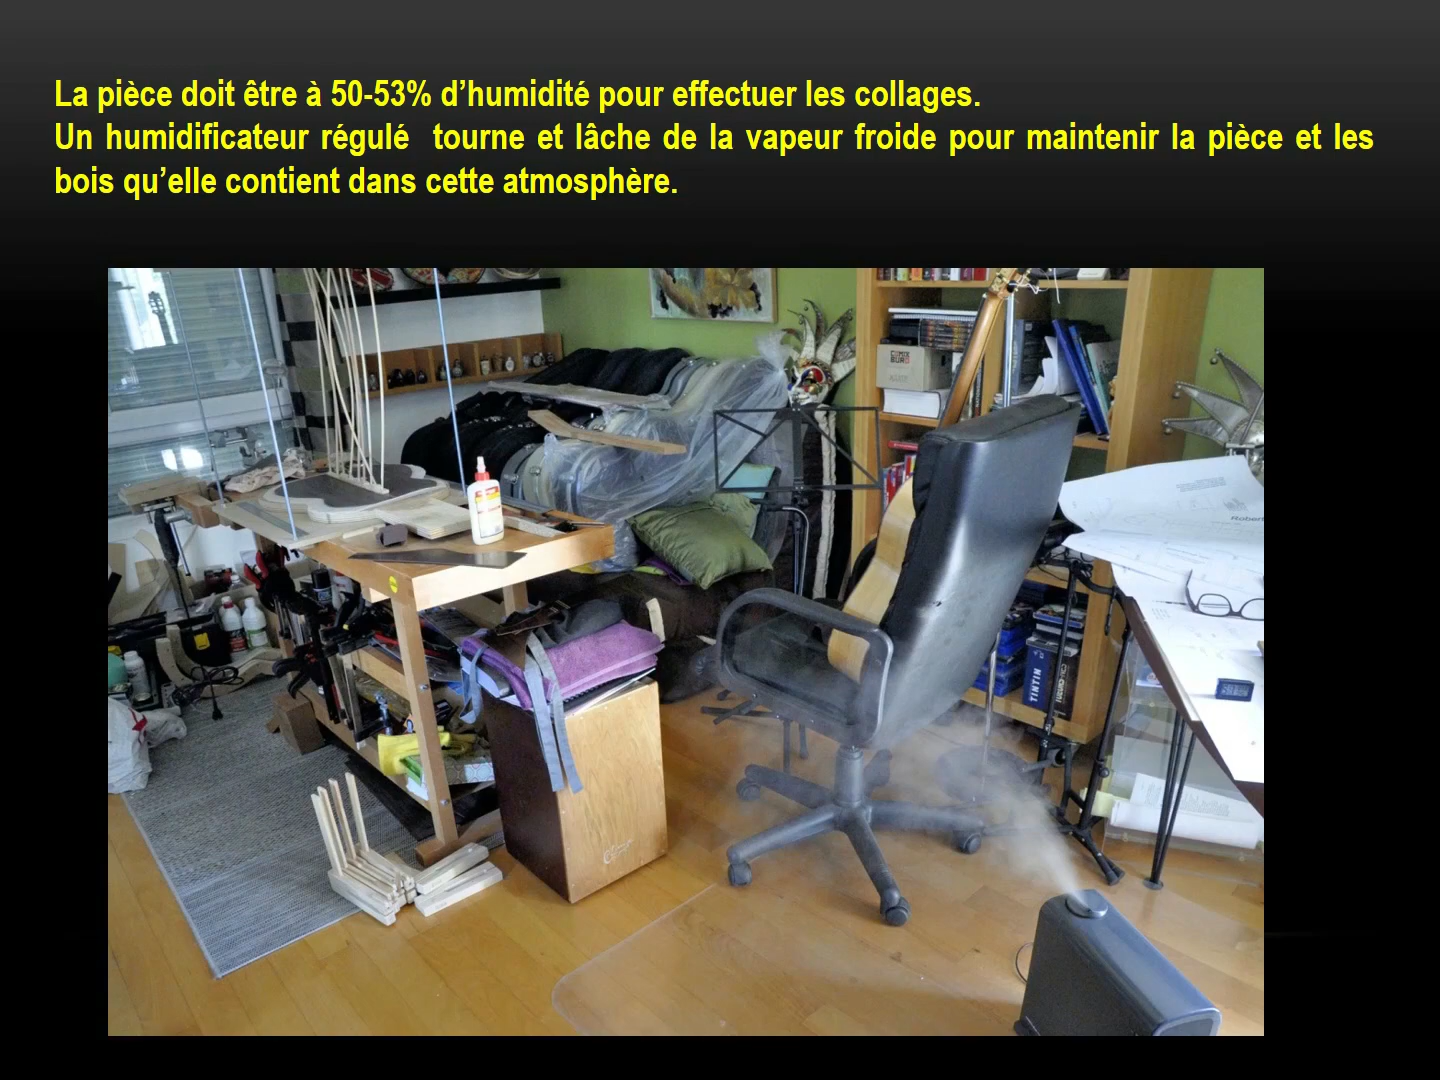 La pièce doit être à 50-53% d’humidité pour effectuer les collages.
Un humidificateur régulé  tourne et lâche de la vapeur froide pour maintenir la pièce et les
bois qu’elle contient dans cette atmosphère.
TINTIN
Robert